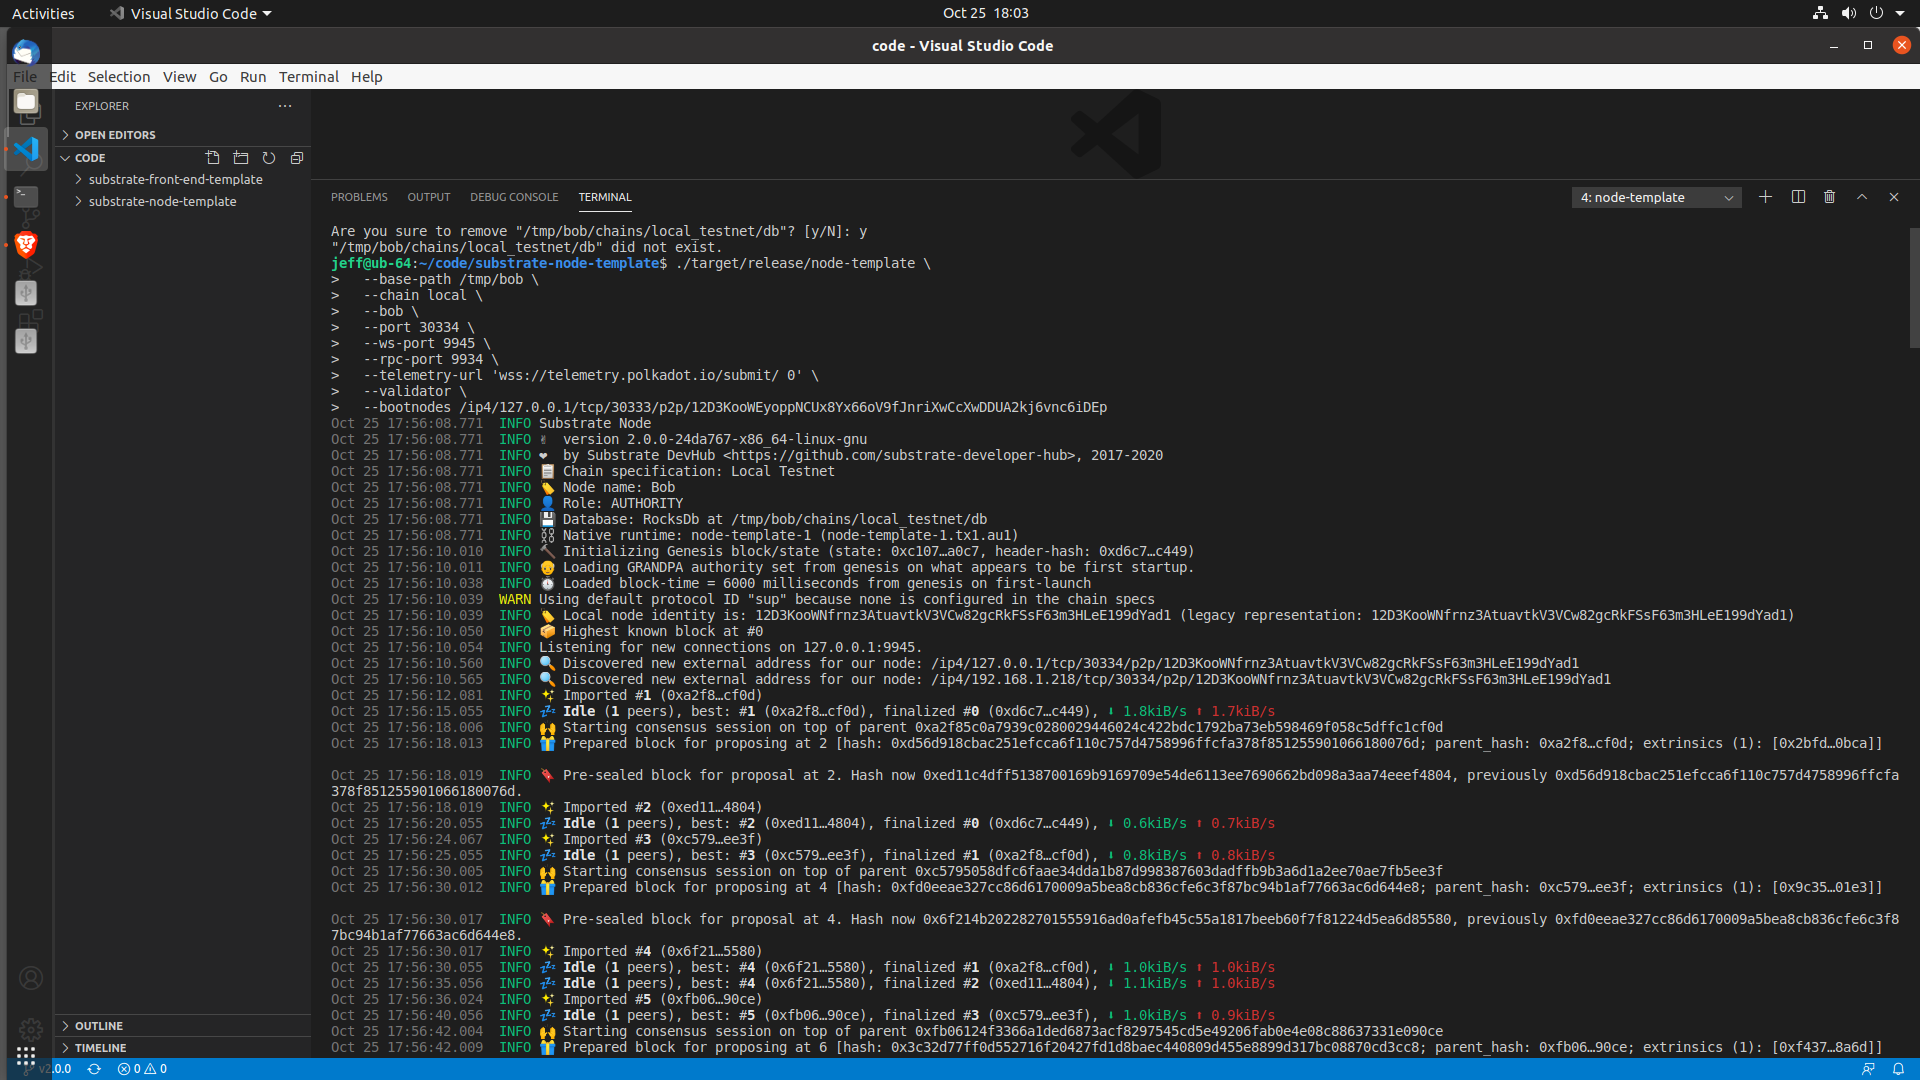 Activities
Visual Studio Code
Oct 25 18:03
code - Visual Studio Code
File Edit Selection View Go Run Terminal Help
EXPLORER
OPEN EDITORS
CODE
substrate-front-end-template
substrate-node-template
OUTLINE
TIMELINE
PROBLEMS OUTPUT DEBUG CONSOLE TERMINAL
4: node-template
Are you sure to remove "/tmp/bob/chains/local_testnet/db"? [y/N]: y
"/tmp/bob/chains/local_testnet/db" did not exist.
jeff@ub-64:~/code/substrate-node-template$ ./target/release/node-template \
>   --base-path /tmp/bob \
>   --chain local \
>   --bob \
>   --port 30334 \
>   --ws-port 9945 \
>   --rpc-port 9934 \
>   --telemetry-url 'wss://telemetry.polkadot.io/submit/ 0' \
>   --validator \
>   --bootnodes /ip4/127.0.0.1/tcp/30333/p2p/12D3KooWEyoppNCUx8Yx66oV9fJnriXwCcXwDDUA2kj6vnc6iDEp
Oct 25 17:56:08.771  INFO Substrate Node
Oct 25 17:56:08.771  INFO ✌  version 2.0.0-24da767-x86_64-linux-gnu
Oct 25 17:56:08.771  INFO ❤  by Substrate DevHub <https://github.com/substrate-developer-hub>, 2017-2020
Oct 25 17:56:08.771  INFO 📋 Chain specification: Local Testnet
Oct 25 17:56:08.771  INFO 🏷 Node name: Bob
Oct 25 17:56:08.771  INFO 👤 Role: AUTHORITY
Oct 25 17:56:08.771  INFO 💾 Database: RocksDb at /tmp/bob/chains/local_testnet/db
Oct 25 17:56:08.771  INFO ⛓ Native runtime: node-template-1 (node-template-1.tx1.au1)
Oct 25 17:56:10.010  INFO 🔨 Initializing Genesis block/state (state: 0xc107…a0c7, header-hash: 0xd6c7…c449)
Oct 25 17:56:10.011  INFO 👴 Loading GRANDPA authority set from genesis on what appears to be first startup.
Oct 25 17:56:10.038  INFO ⏱ Loaded block-time = 6000 milliseconds from genesis on first-launch
Oct 25 17:56:10.039  WARN Using default protocol ID "sup" because none is configured in the chain specs
Oct 25 17:56:10.039  INFO 🏷 Local node identity is: 12D3KooWNfrnz3AtuavtkV3VCw82gcRkFSsF63m3HLeE199dYad1 (legacy representation: 12D3KooWNfrnz3AtuavtkV3VCw82gcRkFSsF63m3HLeE199dYad1)
Oct 25 17:56:10.050  INFO 📦 Highest known block at #0
Oct 25 17:56:10.054  INFO Listening for new connections on 127.0.0.1:9945.
Oct 25 17:56:10.560  INFO 🔍 Discovered new external address for our node: /ip4/127.0.0.1/tcp/30334/p2p/12D3KooWNfrnz3AtuavtkV3VCw82gcRkFSsF63m3HLeE199dYad1
Oct 25 17:56:10.565  INFO 🔍 Discovered new external address for our node: /ip4/192.168.1.218/tcp/30334/p2p/12D3KooWNfrnz3AtuavtkV3VCw82gcRkFSsF63m3HLeE199dYad1
Oct 25 17:56:12.081  INFO ✨ Imported #1 (0xa2f8…cf0d)
Oct 25 17:56:15.055  INFO 💤 Idle (1 peers), best: #1 (0xa2f8…cf0d), finalized #0 (0xd6c7…c449), ⬇ 1.8kiB/s ⬆ 1.7kiB/s
Oct 25 17:56:18.006  INFO 🙌 Starting consensus session on top of parent 0xa2f85c0a7939c0280029446024c422bdc1792ba73eb598469f058c5dffc1cf0d
Oct 25 17:56:18.013  INFO 🎁 Prepared block for proposing at 2 [hash: 0xd56d918cbac251efcca6f110c757d4758996ffcfa378f851255901066180076d; parent_hash: 0xa2f8…cf0d; extrinsics (1): [0x2bfd…0bca]]
Oct 25 17:56:18.019  INFO 🔖 Pre-sealed block for proposal at 2. Hash now 0xed11c4dff5138700169b9169709e54de6113ee7690662bd098a3aa74eeef4804, previously 0xd56d918cbac251efcca6f110c757d4758996ffcfa
378f851255901066180076d.
Oct 25 17:56:18.019  INFO ✨ Imported #2 (0xed11…4804)
Oct 25 17:56:20.055  INFO 💤 Idle (1 peers), best: #2 (0xed11…4804), finalized #0 (0xd6c7…c449), ⬇ 0.6kiB/s ⬆ 0.7kiB/s
Oct 25 17:56:24.067  INFO ✨ Imported #3 (0xc579…ee3f)
Oct 25 17:56:25.055  INFO 💤 Idle (1 peers), best: #3 (0xc579…ee3f), finalized #1 (0xa2f8…cf0d), ⬇ 0.8kiB/s ⬆ 0.8kiB/s
Oct 25 17:56:30.005  INFO 🙌 Starting consensus session on top of parent 0xc5795058dfc6faae34dda1b87d998387603dadffb9b3a6d1a2ee70ae7fb5ee3f
Oct 25 17:56:30.012  INFO 🎁 Prepared block for proposing at 4 [hash: 0xfd0eeae327cc86d6170009a5bea8cb836cfe6c3f87bc94b1af77663ac6d644e8; parent_hash: 0xc579…ee3f; extrinsics (1): [0x9c35…01e3]]
Oct 25 17:56:30.017  INFO 🔖 Pre-sealed block for proposal at 4. Hash now 0x6f214b202282701555916ad0afefb45c55a1817beeb60f7f81224d5ea6d85580, previously 0xfd0eeae327cc86d6170009a5bea8cb836cfe6c3f8
7bc94b1af77663ac6d644e8.
Oct 25 17:56:30.017  INFO ✨ Imported #4 (0x6f21…5580)
Oct 25 17:56:30.055  INFO 💤 Idle (1 peers), best: #4 (0x6f21…5580), finalized #1 (0xa2f8…cf0d), ⬇ 1.0kiB/s ⬆ 1.0kiB/s
Oct 25 17:56:35.056  INFO 💤 Idle (1 peers), best: #4 (0x6f21…5580), finalized #2 (0xed11…4804), ⬇ 1.1kiB/s ⬆ 1.0kiB/s
Oct 25 17:56:36.024  INFO ✨ Imported #5 (0xfb06…90ce)
Oct 25 17:56:40.056  INFO 💤 Idle (1 peers), best: #5 (0xfb06…90ce), finalized #3 (0xc579…ee3f), ⬇ 1.0kiB/s ⬆ 0.9kiB/s
Oct 25 17:56:42.004  INFO 🙌 Starting consensus session on top of parent 0xfb06124f3366a1ded6873acf8297545cd5e49206fab0e4e08c88637331e090ce
Oct 25 17:56:42.009  INFO 🎁 Prepared block for proposing at 6 [hash: 0x3c32d77ff0d552716f20427fd1d8baec440809d455e8899d317bc08870cd3cc8; parent_hash: 0xfb06…90ce; extrinsics (1): [0xf437…8a6d]]
v2.0.0
0 0